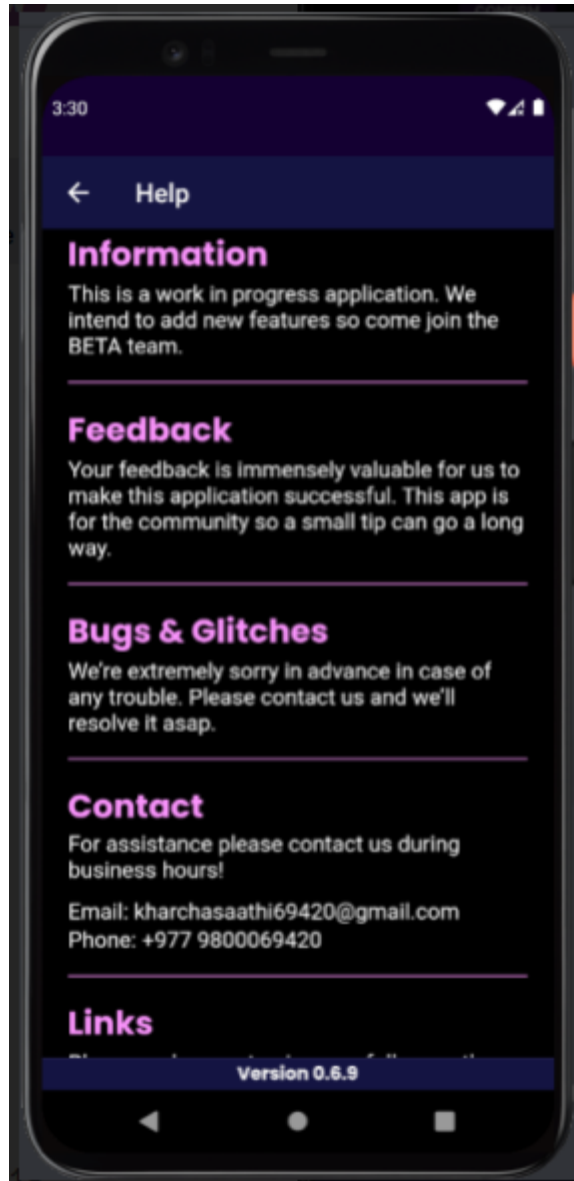 3:30
Help
Information
This is a work in progress application. We
intend to add new features so come join the
BETA team.
Feedback
Your feedback is immensely valuable for us to
make this application successful. This app is
for the community so a small tip can go a long
way.
Bugs & Glitches
We're extremely sorry in advance in case of
any trouble. Please contact us and we'll
resolve it asap.
Contact
For assistance please contact us during
business hours!
Email: kharchasaathi69420@gmail.com
Phone: +977 9800069420
Links
Version 0.6.9